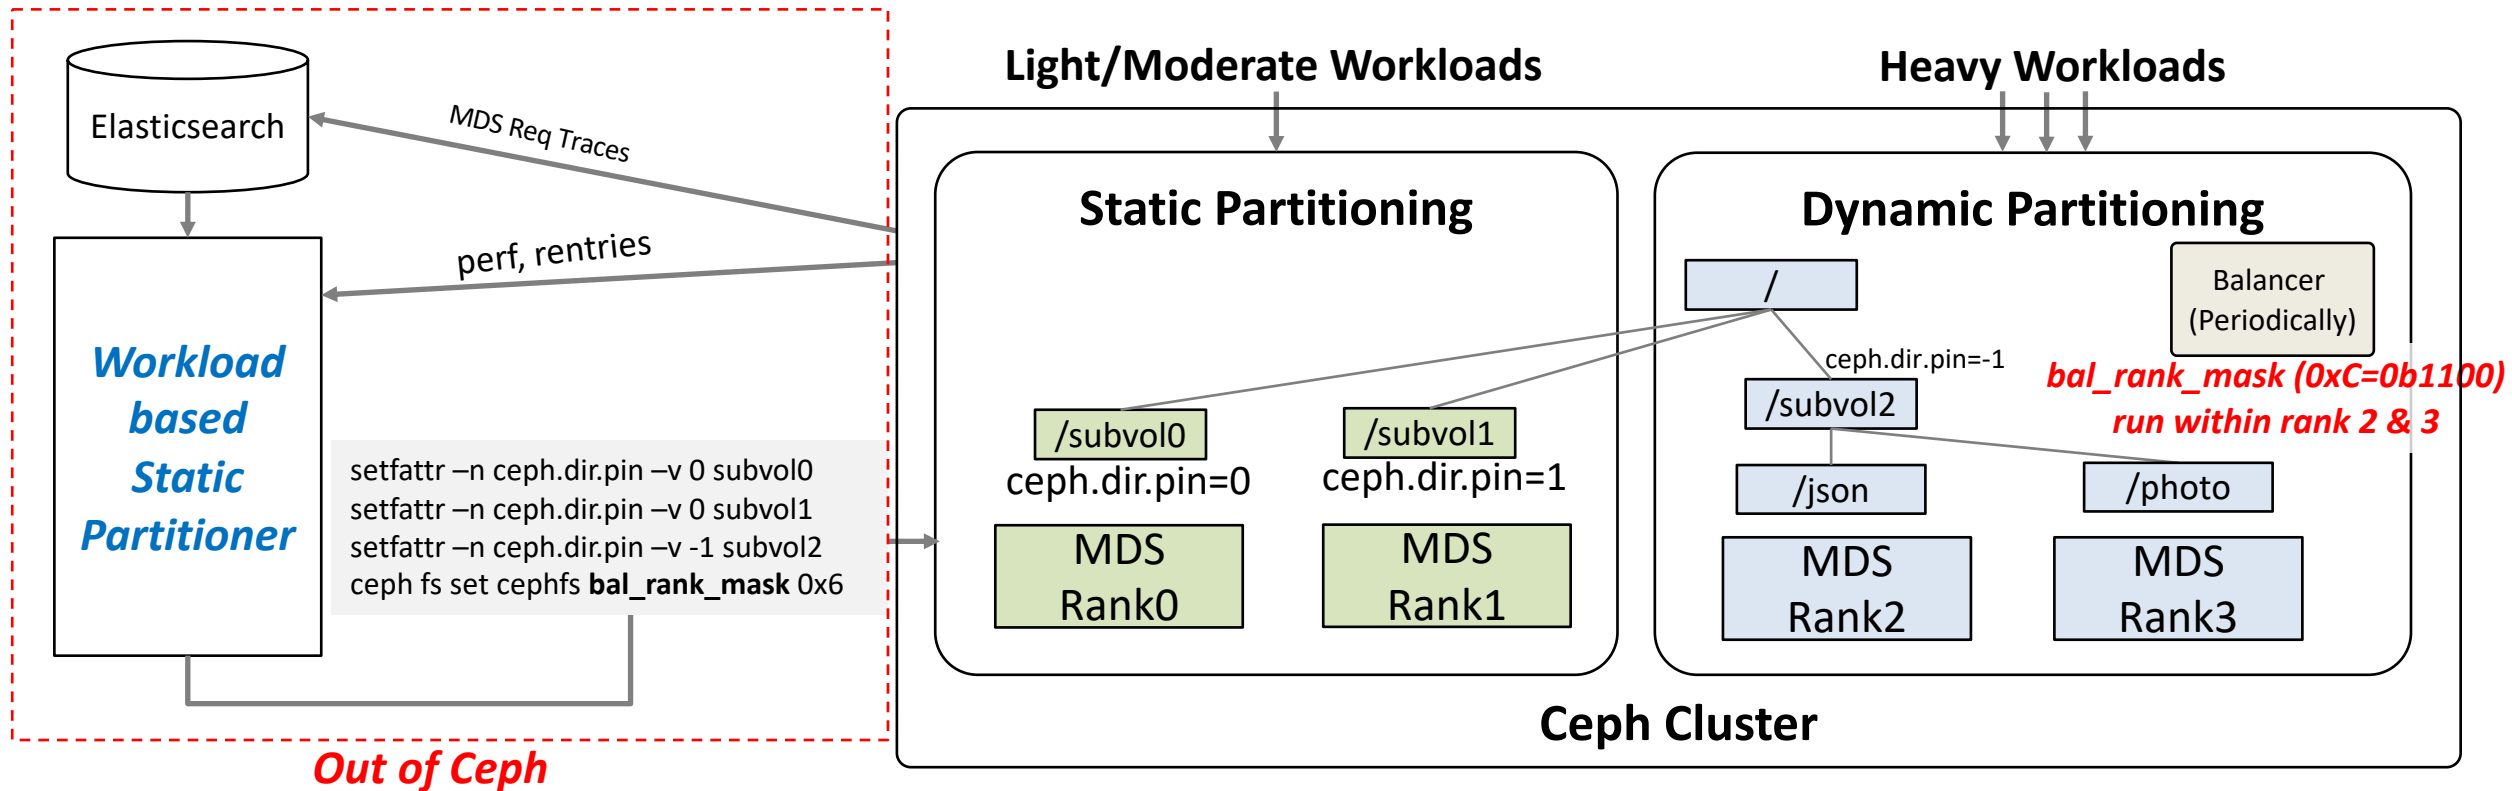 Elasticsearch
MDS Req Traces
perf, rentries
Workload
based
Static
Partitioner
setfattr –n ceph.dir.pin –v 0 subvol0
setfattr –n ceph.dir.pin –v 0 subvol1
setfattr –n ceph.dir.pin –v -1 subvol2
ceph fs set cephfs bal_rank_mask 0x6
Out of Ceph
Light/Moderate Workloads
Heavy Workloads
Static Partitioning
/subvol0
ceph.dir.pin=0
/subvol1
ceph.dir.pin=1
MDS
Rank0
MDS
Rank1
Dynamic Partitioning
/
Balancer
(Periodically)
ceph.dir.pin=-1
bal_rank_mask (0xC=0b1100)
run within rank 2 & 3
/subvol2
/json
/photo
MDS
Rank2
MDS
Rank3
Ceph Cluster